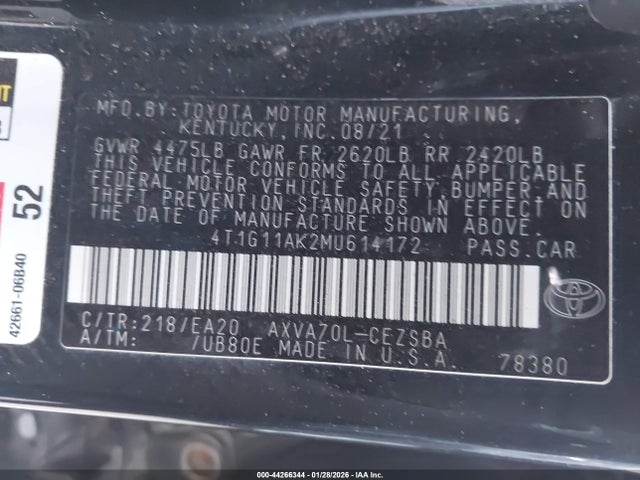 MFD.BY:TOYOTA MOTOR MANUFACTURING,
KENTUCKY, INC. 08/21
GVWR 4475LB GAWR FR 2620LB RR 2420LB
THIS VEHICLE CONFORMS TO ALL APPLICABLE
FEDERAL MOTOR VEHICLE SAFETY, BUMPER AND
THEFT PREVENTION STANDARDS IN EFFECT ON
THE DATE OF MANUFACTURE SHOWN ABOVE.
4T1G11AK2MU614172 PASS.CAR
C/TR:218/EA20 AXVA70L-CEZSBA
A/TM: /UB80E MADE IN U.S.A.
78380
52
42661-06B40
000-44266344 | 01/28/2026 - IAA Inc.